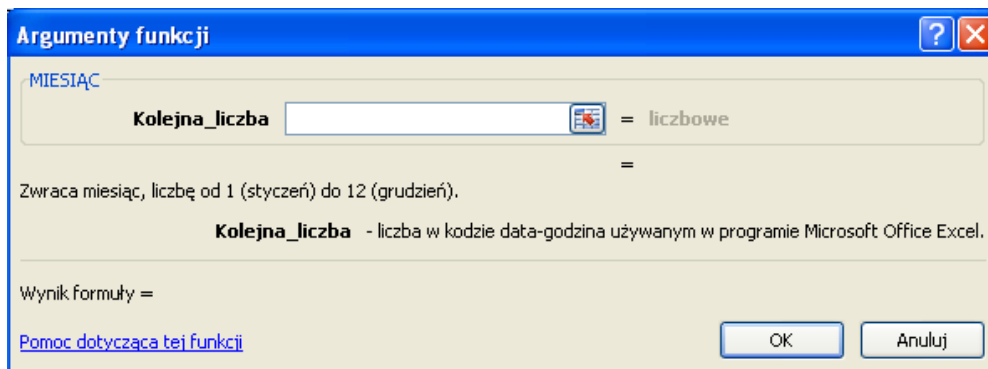 Argumenty funkcji
MIESIĄC
Kolejna_liczba = liczbowe
=
Zwraca miesiąc, liczbę od 1 (styczeń) do 12 (grudzień).
Kolejna_liczba - liczba w kodzie data-godzina używanym w programie Microsoft Office Excel.
Wynik formuły =
Pomoc dotycząca tej funkcji OK Anuluj